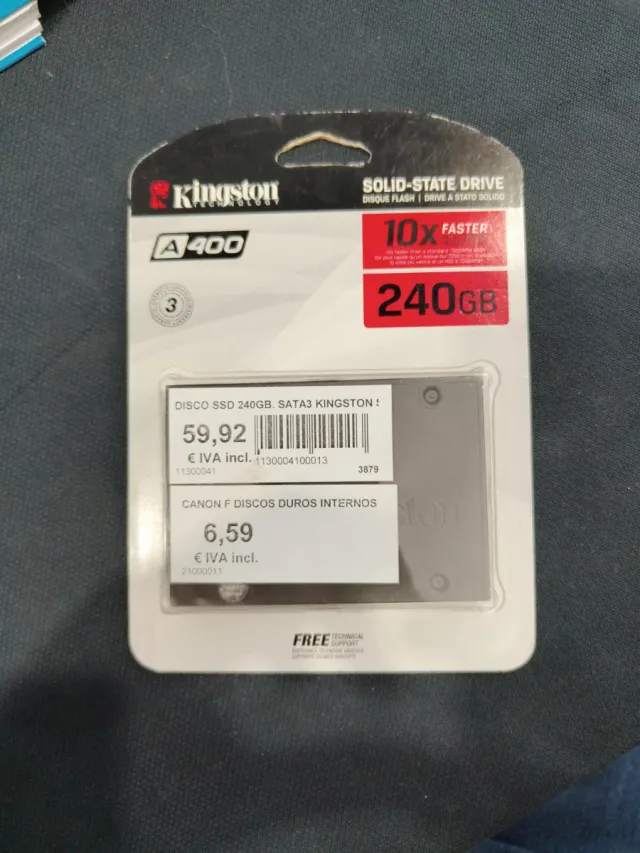 Kingston
TECHNOLOGY
SOLID-STATE DRIVE
DISQUE FLASH | DRIVE A STATO SOLIDO
A400
10x FASTER
3
240GB
DISCO SSD 240GB. SATA3 KINGSTON
59,92
€ IVA incl.
1130004100013
11300041
3879
CANON F DISCOS DUROS INTERNOS
6,59
€ IVA incl.
21000011
FREE TECHNICAL SUPPORT